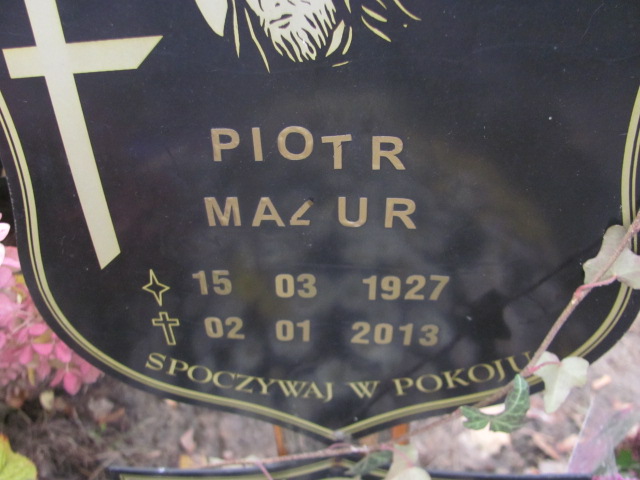 PIOTR
MAZUR
15 03 1927
02 01 2013
SPOCZYWAJ W POKOJU